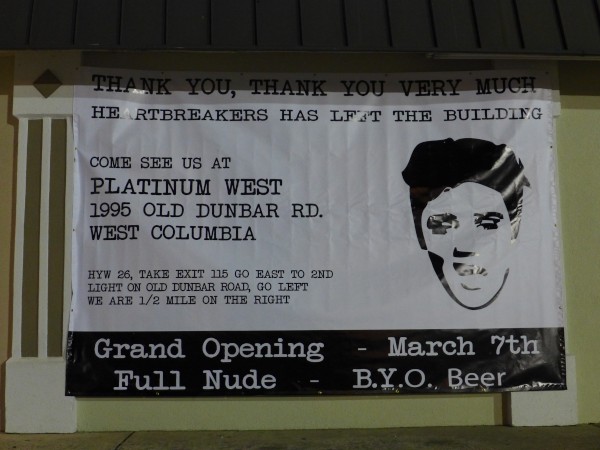 THANK YOU, THANK YOU VERY MUCH
HEARTBREAKERS HAS LEFT THE BUILDING
COME SEE US AT
PLATINUM WEST
1995 OLD DUNBAR RD.
WEST COLUMBIA
HYW 26, TAKE EXIT 115 GO EAST TO 2ND
LIGHT ON OLD DUNBAR ROAD, GO LEFT
WE ARE 1/2 MILE ON THE RIGHT
Grand Opening - March 7th
Full Nude - B.Y.O. Beer